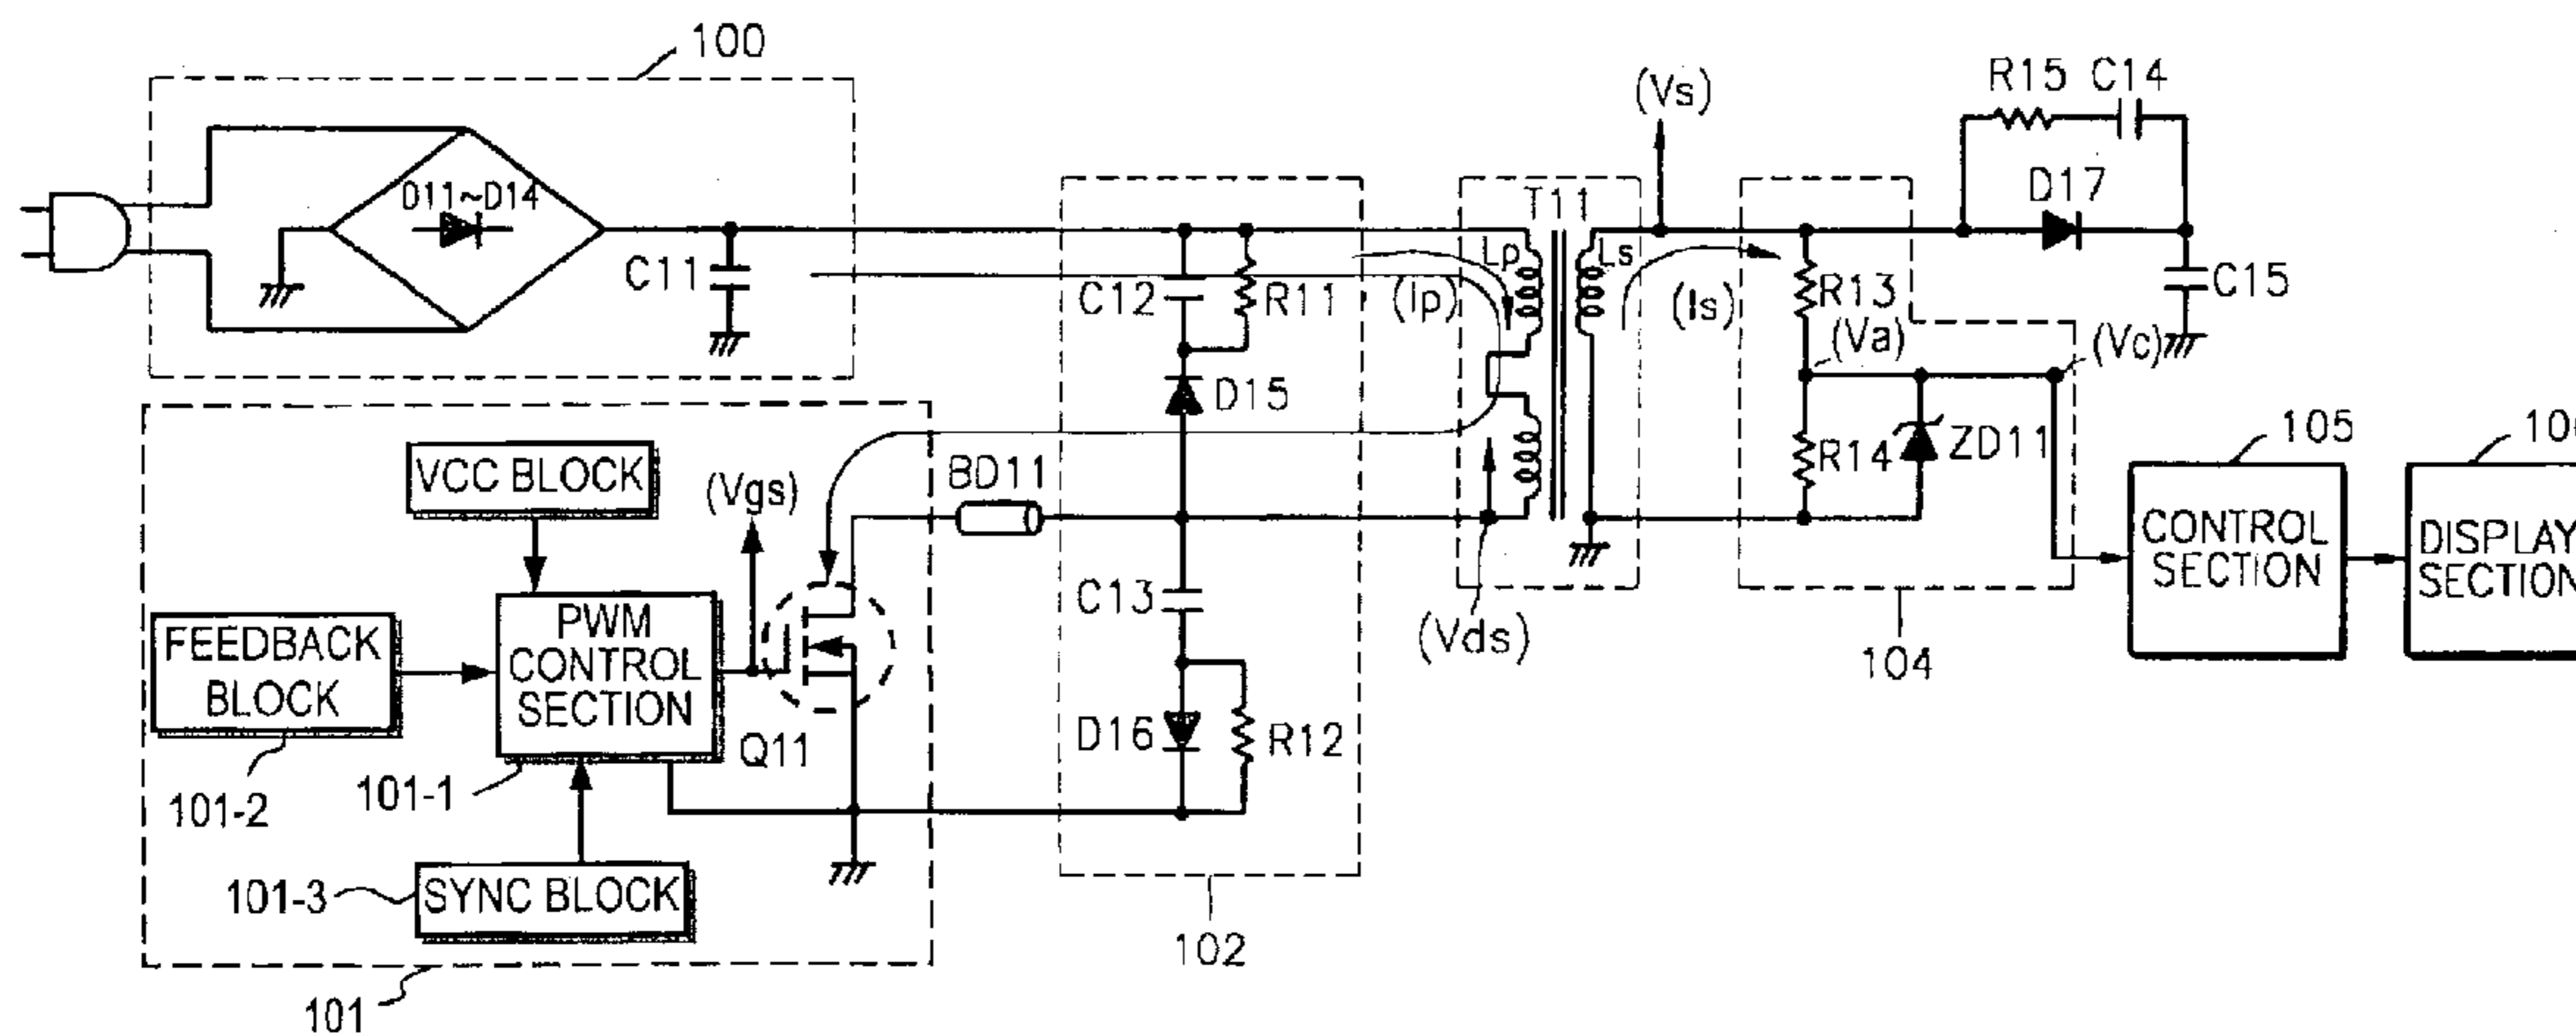 100
(Vs)
R15 C14
D11~D14
D17
T11
C11
C12
R11
Lp
(ip)
Ls
(Is)
R13
C15
(Va)
(Vc)
D15
VCC BLOCK
(Vgs)
BD11
R14
ZD11
105
CONTROL
SECTION
DISPLAY
SECTION
C13
(Vds)
104
FEEDBACK
BLOCK
PWM
CONTROL
SECTION
Q11
D16
R12
101-2
101-1
101-3
SYNC BLOCK
102
101